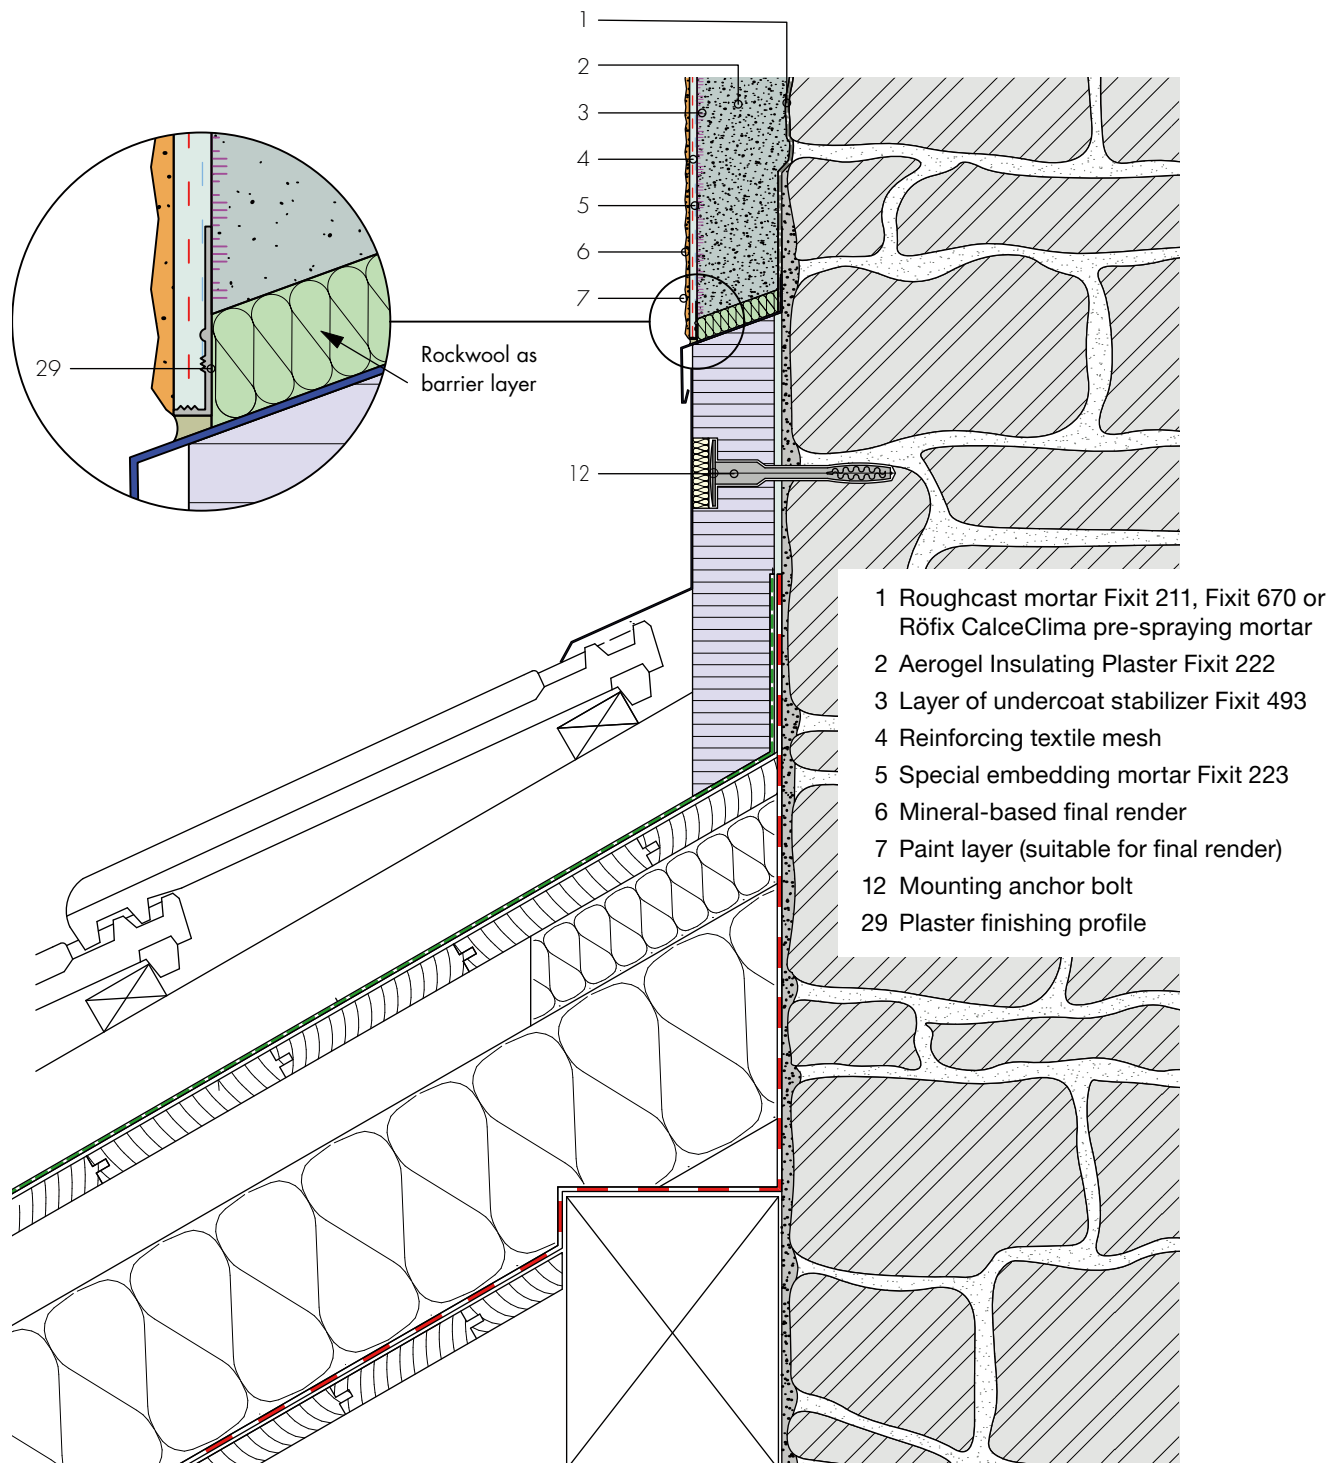 1
2
3
4
5
6
7
29
Rockwool as
barrier layer
12
1 Roughcast mortar Fixit 211, Fixit 670 or
Röfix CalceClima pre-spraying mortar
2 Aerogel Insulating Plaster Fixit 222
3 Layer of undercoat stabilizer Fixit 493
4 Reinforcing textile mesh
5 Special embedding mortar Fixit 223
6 Mineral-based final render
7 Paint layer (suitable for final render)
12 Mounting anchor bolt
29 Plaster finishing profile